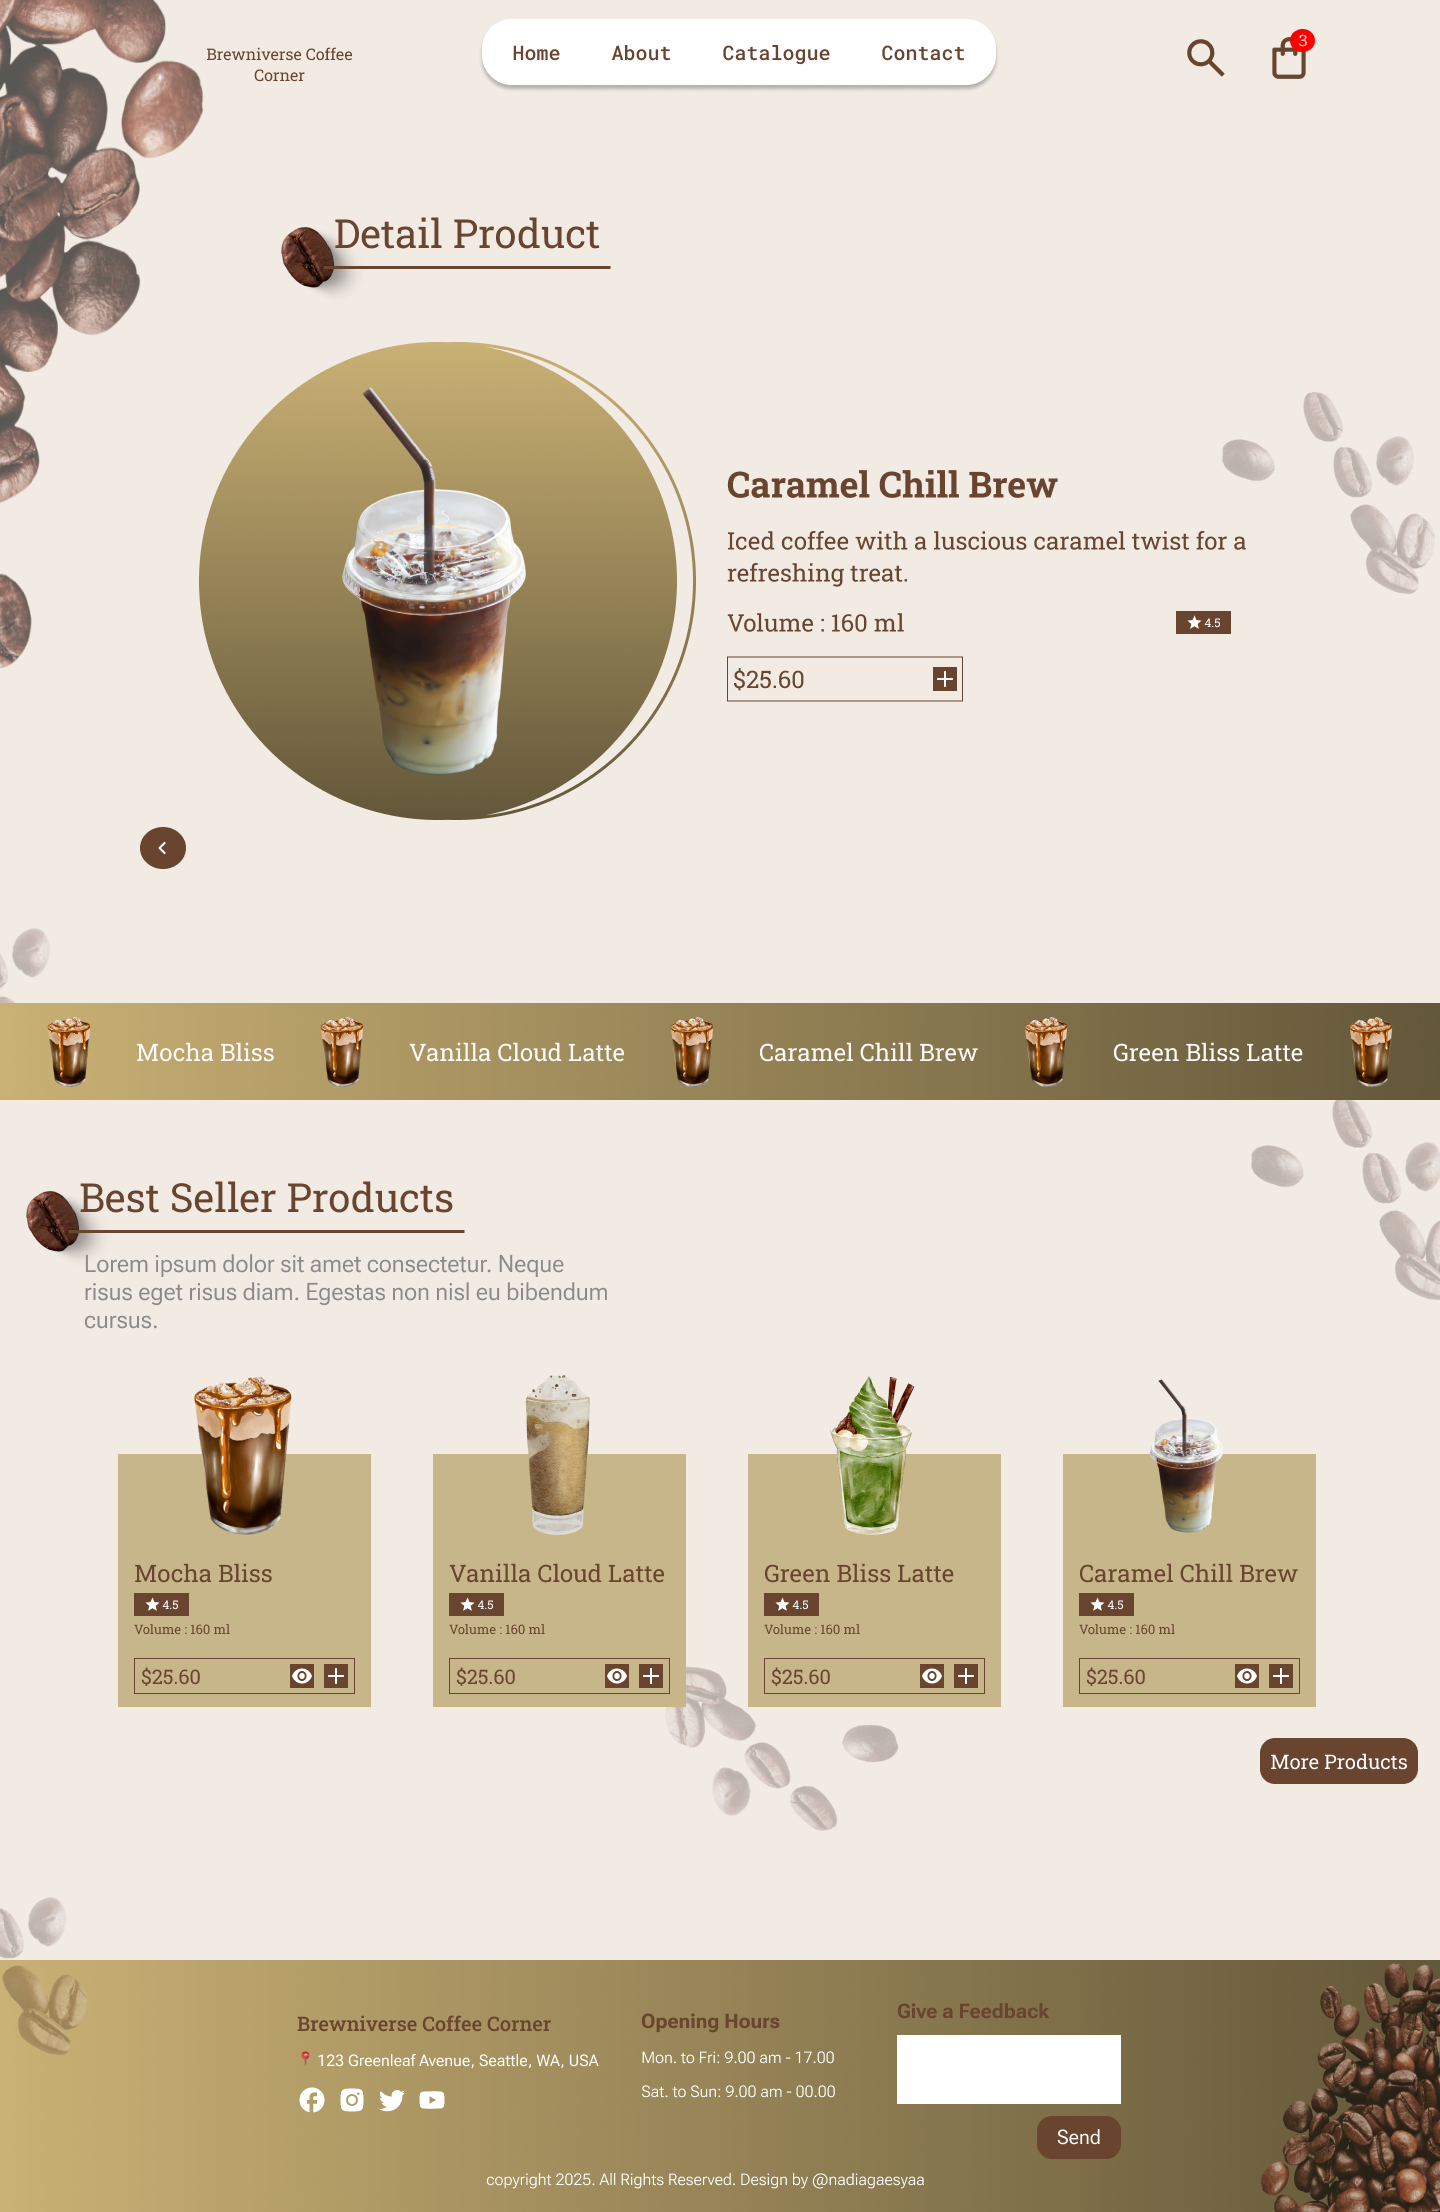 Brewniverse Coffee
Corner
Home
About
Catalogue
Contact
3
Detail Product
Caramel Chill Brew
Iced coffee with a luscious caramel twist for a
refreshing treat.
Volume : 160 ml
4.5
$25.60
Mocha Bliss
Vanilla Cloud Latte
Caramel Chill Brew
Green Bliss Latte
Best Seller Products
Lorem ipsum dolor sit amet consectetur. Neque
risus eget risus diam. Egestas non nisl eu bibendum
cursus.
Mocha Bliss
4.5
Volume : 160 ml
$25.60
Vanilla Cloud Latte
4.5
Volume : 160 ml
$25.60
Green Bliss Latte
4.5
Volume : 160 ml
$25.60
Caramel Chill Brew
4.5
Volume : 160 ml
$25.60
More Products
Brewniverse Coffee Corner
123 Greenleaf Avenue, Seattle, WA, USA
Opening Hours
Mon. to Fri: 9.00 am - 17.00
Sat. to Sun: 9.00 am - 00.00
Give a Feedback
Send
copyright 2025. All Rights Reserved. Design by @nadiagaesyaa